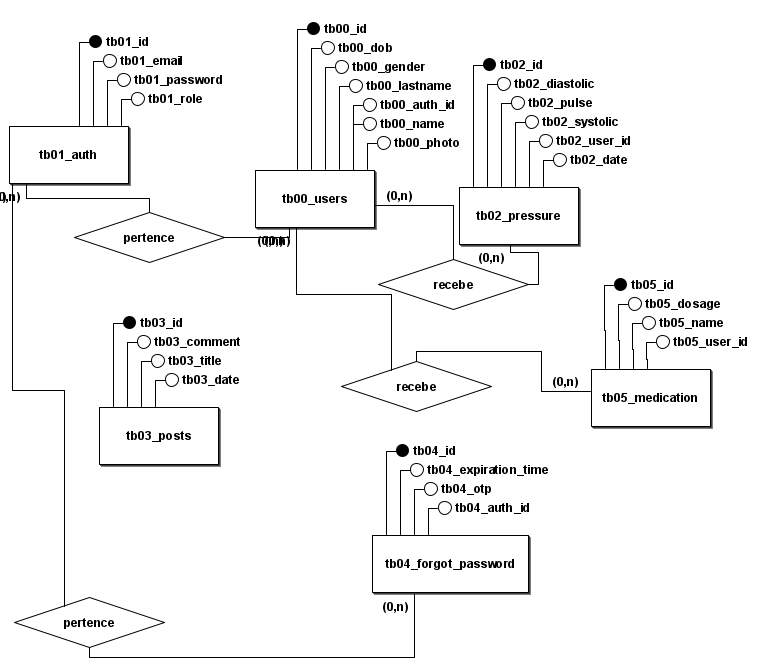 tb01_id
tb01_email
tb01_password
tb01_role
tb01_auth
tb00_id
tb00_dob
tb00_gender
tb00_lastname
tb00_auth_id
tb00_name
tb00_photo
tb00_users
tb02_id
tb02_diastolic
tb02_pulse
tb02_systolic
tb02_user_id
tb02_date
tb02_pressure
(0,n)
pertence
(0,n)
recebe
(0,n)
tb03_id
tb03_comment
tb03_title
tb03_date
tb03_posts
recebe
(0,n)
tb05_id
tb05_dosage
tb05_name
tb05_user_id
tb05_medication
tb04_id
tb04_expiration_time
tb04_otp
tb04_auth_id
tb04_forgot_password
(0,n)
pertence